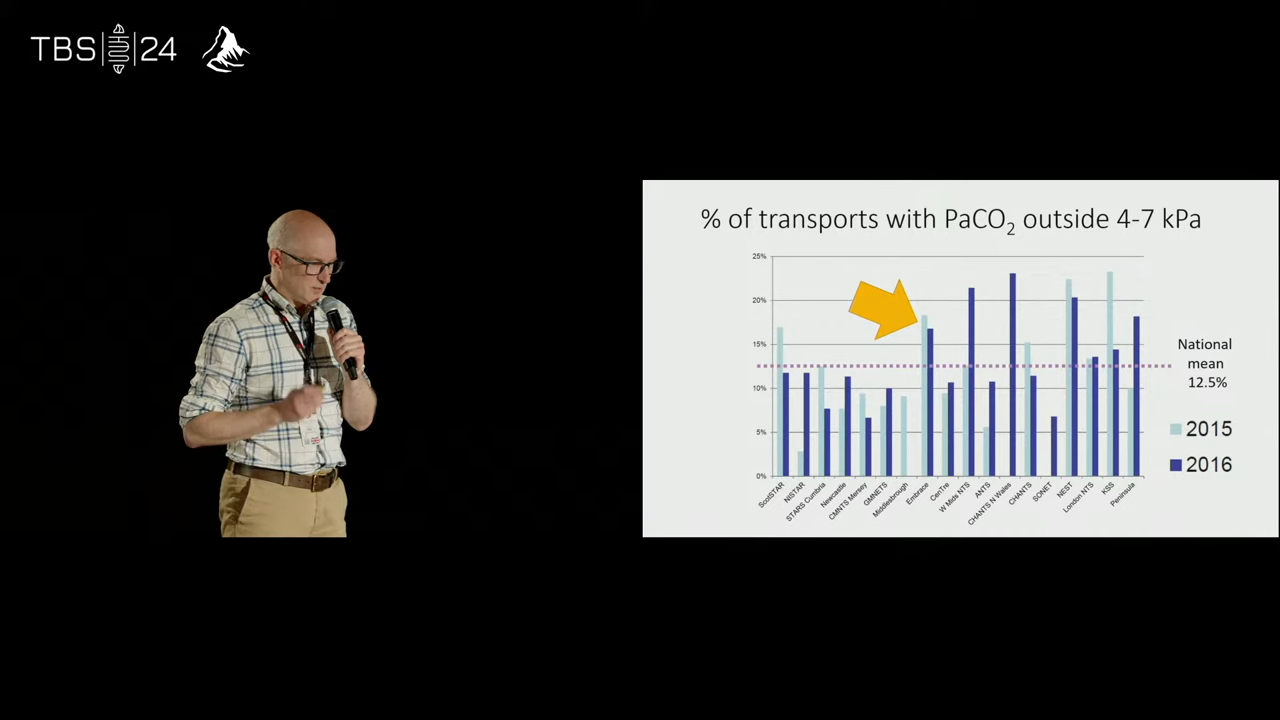 TBS 24
% of transports with PaCO2 outside 4-7 kPa
25%
20%
15%
10%
5%
0%
ScotSTAR
NISTAR
STARS Cumbria
Newcastle
CMNTS Mersey
GMNETS
Middlesbrough
Embrace
CenTre
W Mids NTS
ANTS
CHANTS N Wales
CHANTS
SONET
NEST
London NTS
KSS
Peninsula
National
mean
12.5%
2015
2016